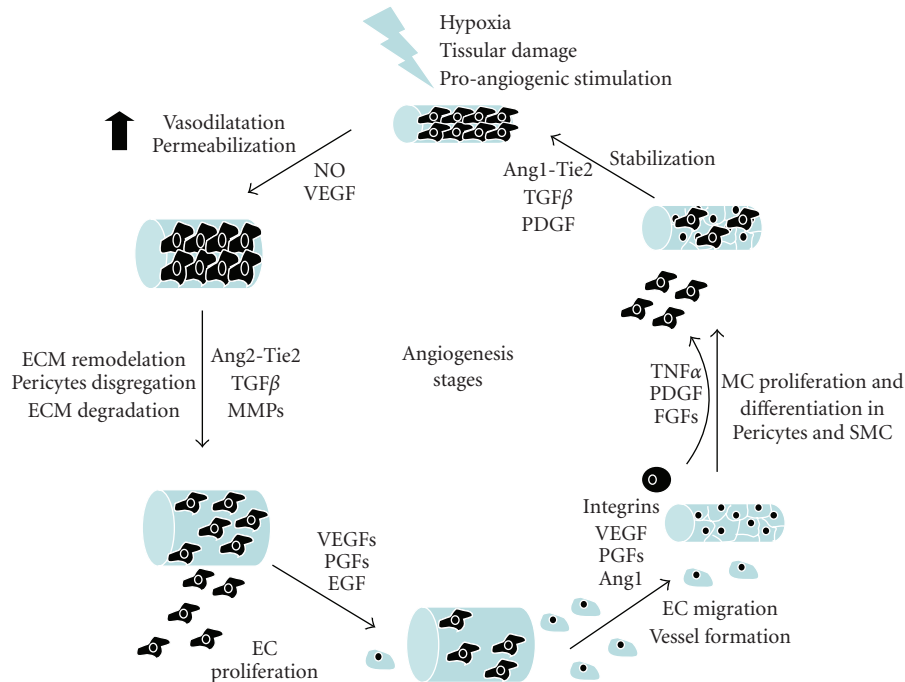 Hypoxia
Tissular damage
Pro-angiogenic stimulation
Vasodilatation
Permeabilization
NO
VEGF
Ang1-Tie2
TGFβ
PDGF
Stabilization
ECM remodelation
Pericytes disgregation
ECM degradation
Ang2-Tie2
TGFβ
MMPs
Angiogenesis
stages
TNFα
PDGF
FGFs
MC proliferation and
differentiation in
Pericytes and SMC
VEGFs
PGFs
EGF
Integrins
VEGF
PGFs
Ang1
EC migration
Vessel formation
EC
proliferation